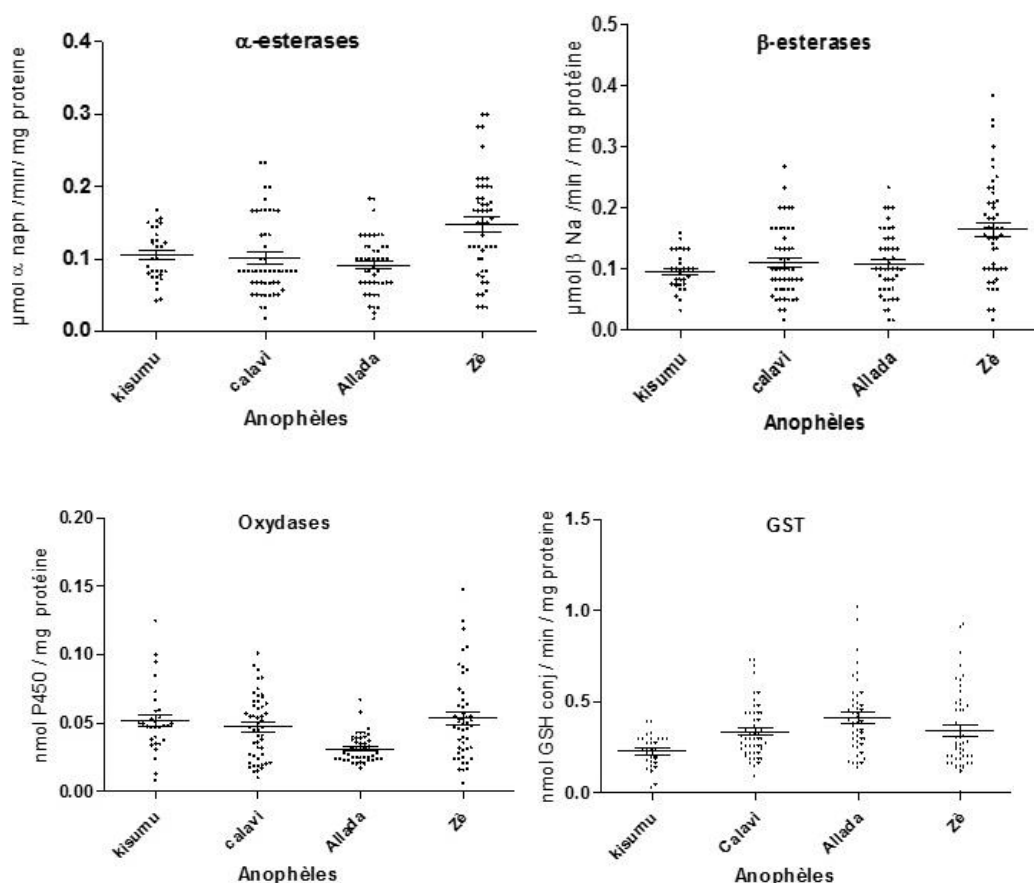 α-esterases
µmol α naph /min/ mg protéine
0.4
0.3
0.2
0.1
0.0
kisumu
calavi
Allada
Zè
Anophèles
β-esterases
µmol β Na /min / mg protéine
0.5
0.4
0.3
0.2
0.1
0.0
kisumu
calavi
Allada
Zè
Anophèles
Oxydases
nmol P450 / mg protéine
0.20
0.15
0.10
0.05
0.00
kisumu
calavi
Allada
Zè
Anophèles
GST
nmol GSH conj / min / mg proteine
1.5
1.0
0.5
0.0
kisumu
Calavi
Allada
Zè
Anophèles